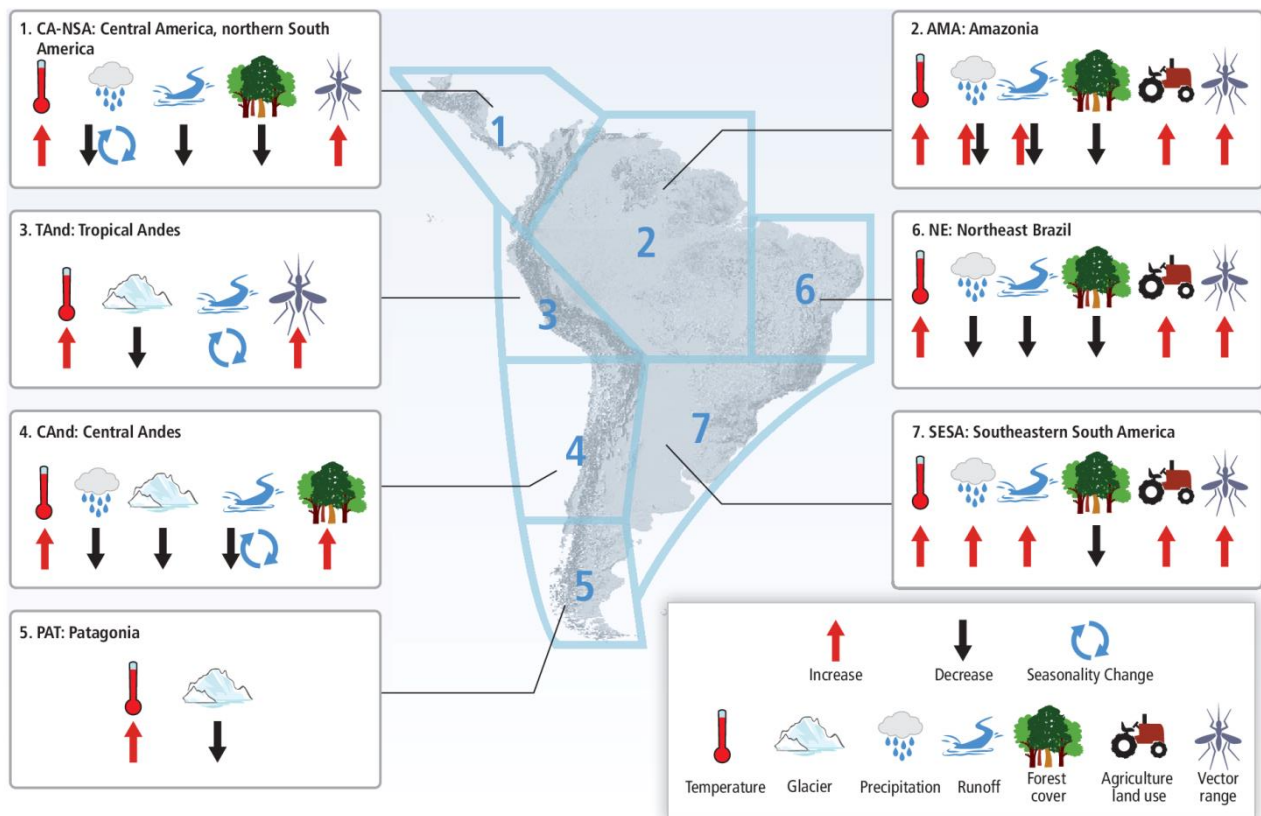 1. CA-NSA: Central America, northern South
America
2. AMA: Amazonia
3. TAnd: Tropical Andes
6. NE: Northeast Brazil
4. CAnd: Central Andes
7. SESA: Southeastern South America
5. PAT: Patagonia
1
2
3
6
4
7
5
Increase
Decrease
Seasonality Change
Temperature
Glacier
Precipitation
Runoff
Forest
cover
Agriculture
land use
Vector
range